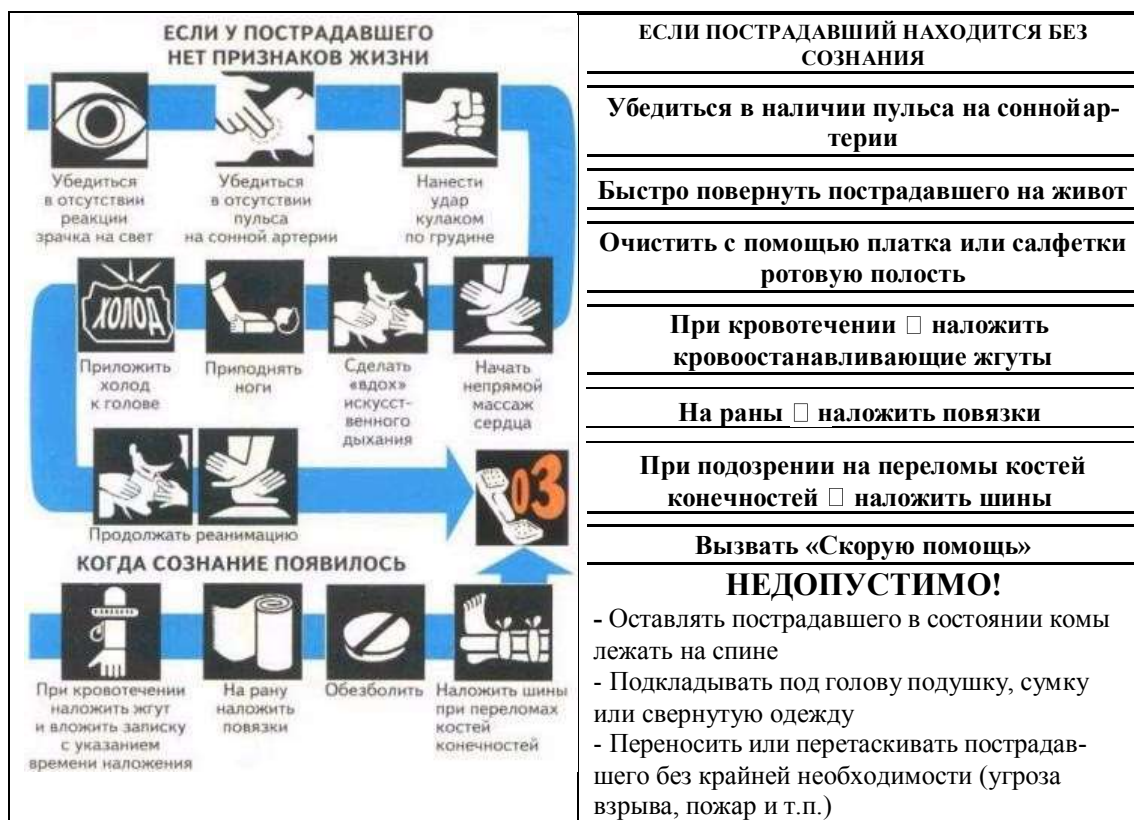 ЕСЛИ У ПОСТРАДАВШЕГО
НЕТ ПРИЗНАКОВ ЖИЗНИ
Убедиться
в отсутствии
реакции
зрачка на свет
Убедиться
в отсутствии
пульса
на сонной артерии
Нанести
удар
кулаком
по грудине
ХОЛОД
Приложить
холод
к голове
Приподнять
ноги
Сделать
«вдох»
искусст-
венного
дыхания
Начать
непрямой
массаж
сердца
Продолжать реанимацию
03
КОГДА СОЗНАНИЕ ПОЯВИЛОСЬ
При кровотечении
наложить жгут
и вложить записку
с указанием
времени наложения
На рану
наложить
повязки
Обезболить
Наложить шины
при переломах
костей
конечностей
ЕСЛИ ПОСТРАДАВШИЙ НАХОДИТСЯ БЕЗ
СОЗНАНИЯ
Убедиться в наличии пульса на соннойар-
терии
Быстро повернуть пострадавшего на живот
Очистить с помощью платка или салфетки
ротовую полость
При кровотечении □ наложить
кровоостанавливающие жгуты
На раны □ наложить повязки
При подозрении на переломы костей
конечностей □ наложить шины
Вызвать «Скорую помощь»
НЕДОПУСТИМО!
- Оставлять пострадавшего в состоянии комы
лежать на спине
- Подкладывать под голову подушку, сумку
или свернутую одежду
- Переносить или перетаскивать пострадав-
шего без крайней необходимости (угроза
взрыва, пожар и т.п.)